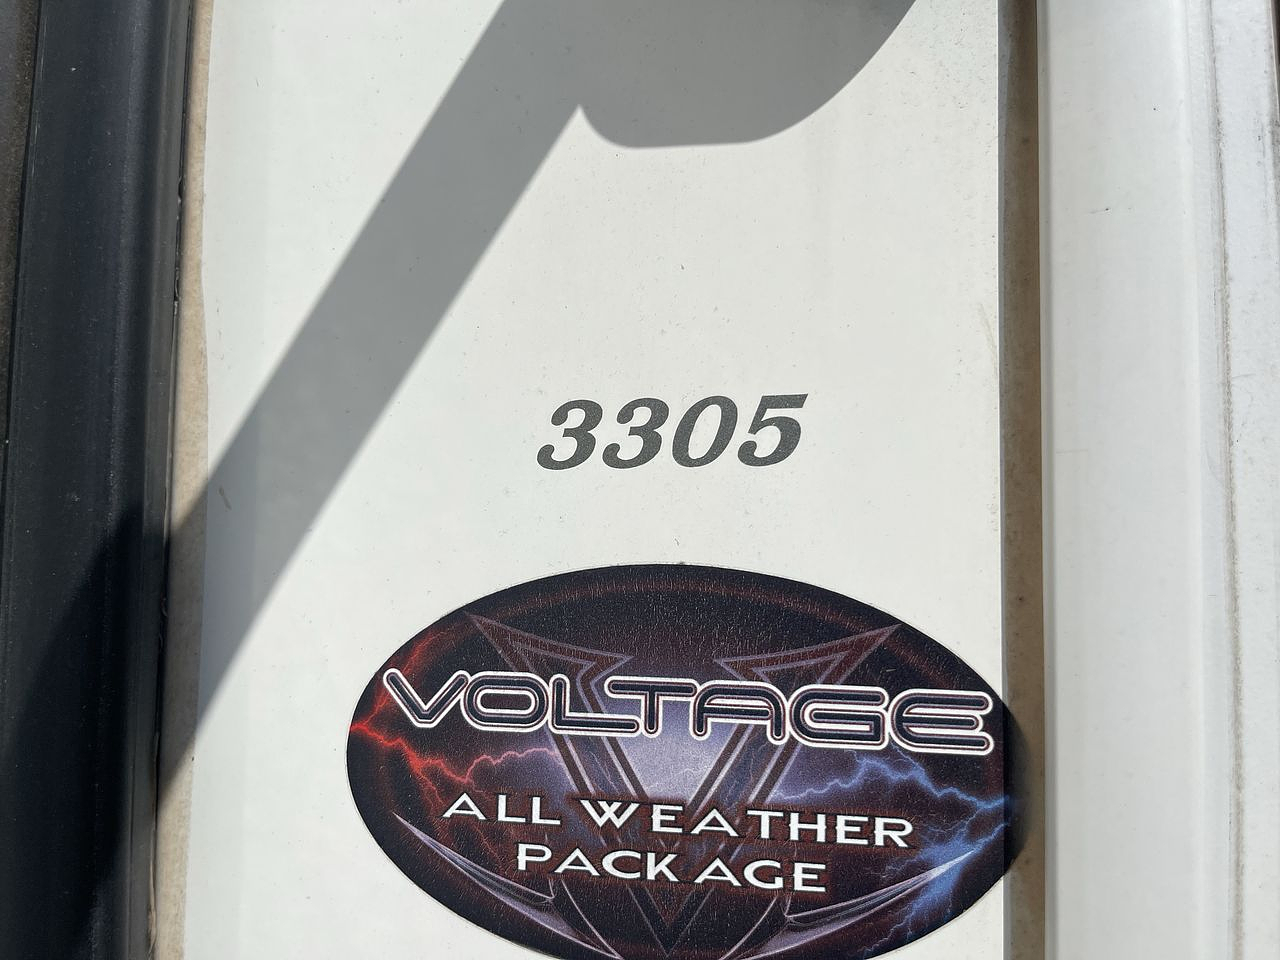 3305
VOLTAGE
ALL WEATHER
PACKAGE